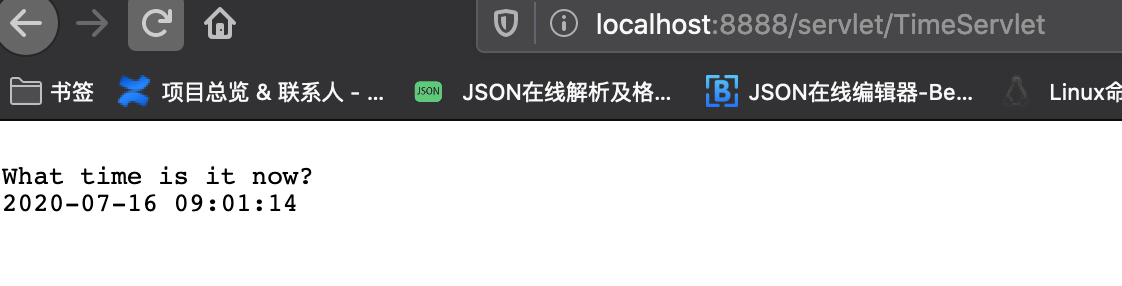 localhost:8888/servlet/TimeServlet
书签 项目总览 & 联系人 - ... JSON JSON在线解析及格... B JSON在线编辑器-Be... Linux命
What time is it now?
2020-07-16 09:01:14